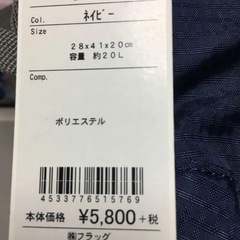 Col.
ﾈｲﾋﾞｰ
Size
28x41x20cm
容量 約20L
Comp.
ポリエステル
4533776515769
本体価格 ¥5,800+税
㈱フラッグ